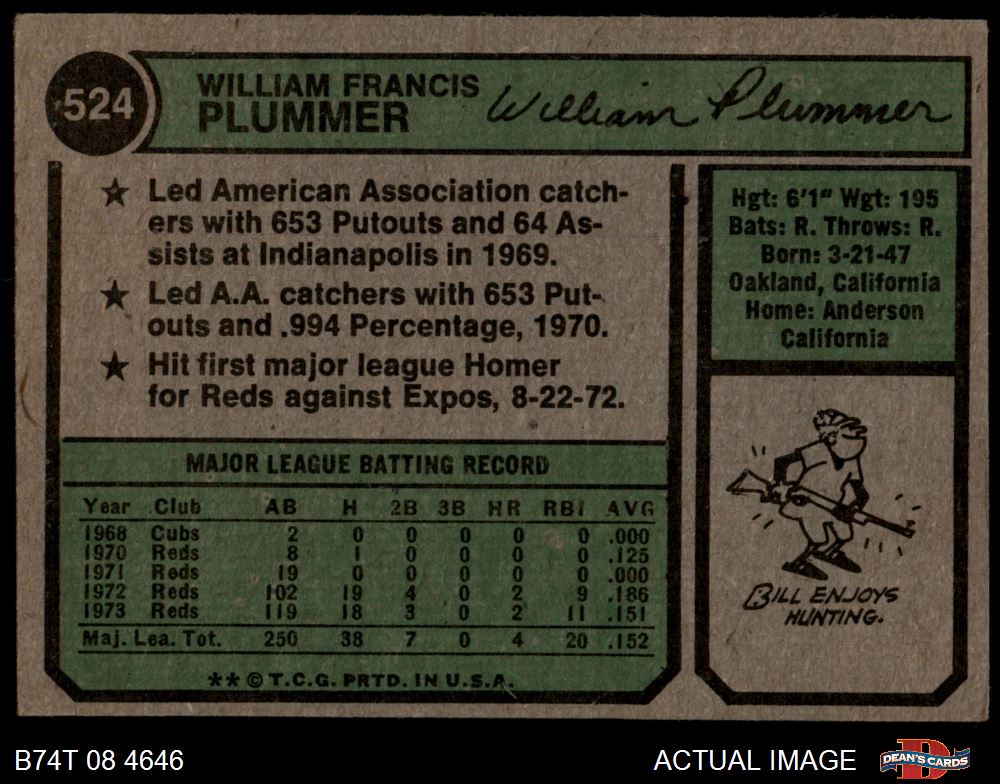 524
WILLIAM FRANCIS
PLUMMER
William Plummer
★ Led American Association catch-
ers with 653 Putouts and 64 As-
sists at Indianapolis in 1969.
★ Led A.A. catchers with 653 Put-
outs and .994 Percentage, 1970.
★ Hit first major league Homer
for Reds against Expos, 8-22-72.
Hgt: 6'1" Wgt: 195
Bats: R. Throws: R.
Born: 3-21-47
Oakland, California
Home: Anderson
California
MAJOR LEAGUE BATTING RECORD
Year Club AB H 2B 3B HR RBI AVG
1968 Cubs 2 0 0 0 0 0 .000
1970 Reds 8 1 0 0 0 0 .125
1971 Reds 19 0 0 0 0 0 .000
1972 Reds 102 19 4 0 2 9 .186
1973 Reds 119 18 3 0 2 11 .151
Maj. Lea. Tot. 250 38 7 0 4 20 .152
** © T.C.G. PRTD. IN U.S.A.
BILL ENJOYS
HUNTING.
B74T 08 4646
ACTUAL IMAGE
DEAN'S CARDS